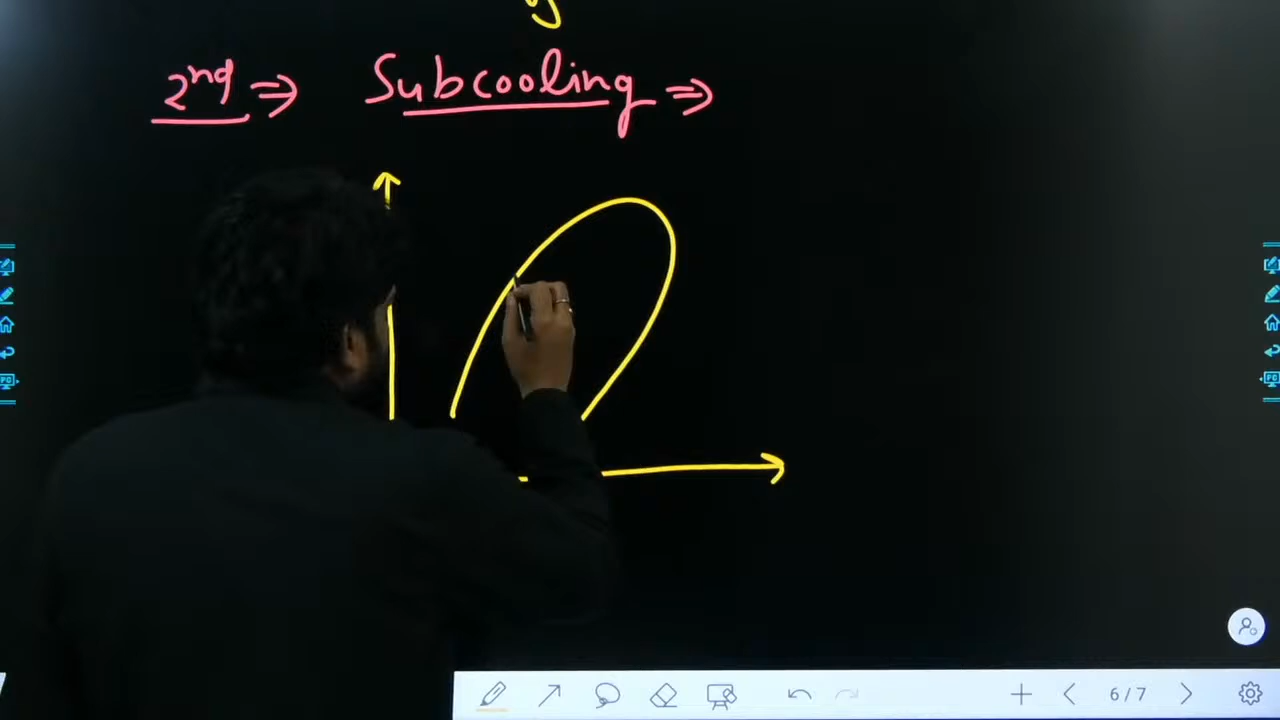 2nd ⇒ Subcooling ⇒
6 / 7